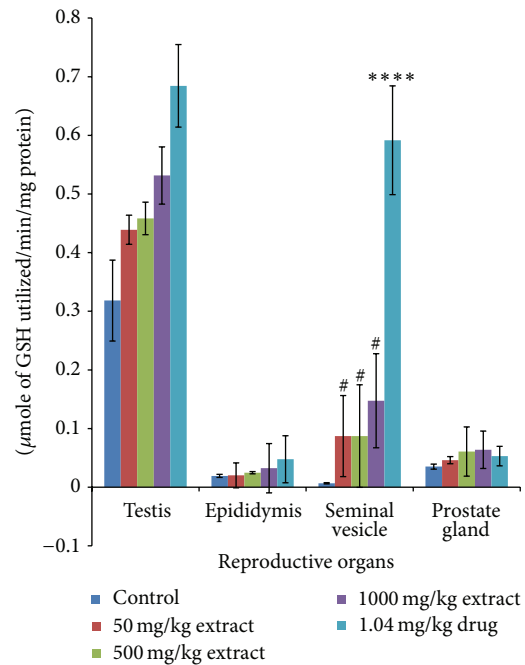 0.8
0.7
0.6
0.5
0.4
0.3
0.2
0.1
0
−0.1
(μmole of GSH utilized/min/mg protein)
****
# # #
Testis Epididymis Seminal vesicle Prostate gland
Reproductive organs
Control
50 mg/kg extract
500 mg/kg extract
1000 mg/kg extract
1.04 mg/kg drug